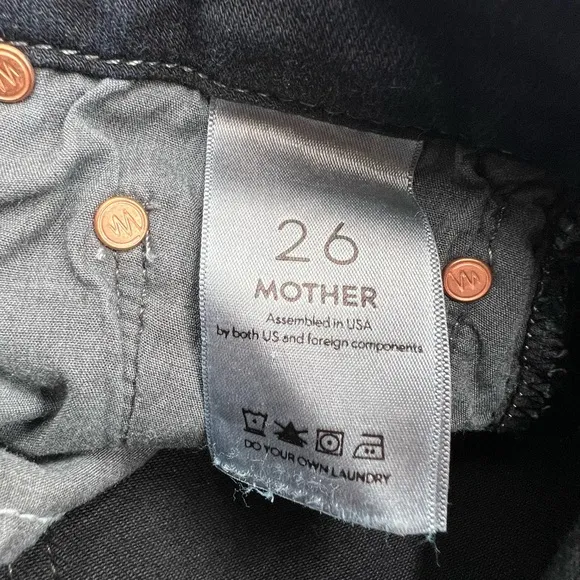 26
MOTHER
Assembled in USA
by both US and foreign components
DO YOUR OWN LAUNDRY